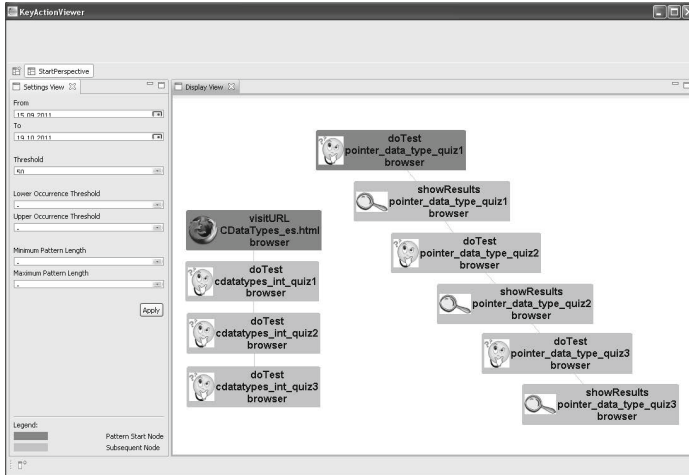 KeyActionViewer
StartPerspective
Settings View
From
15.09.2011
To
19.10.2011
Threshold
50
Lower Occurrence Threshold
-
Upper Occurrence Threshold
-
Minimum Pattern Length
-
Maximum Pattern Length
-
Apply
Legend:
Pattern Start Node
Subsequent Node
Display View
doTest
pointer_data_type_quiz1
browser
showResults
pointer_data_type_quiz1
browser
doTest
pointer_data_type_quiz2
browser
showResults
pointer_data_type_quiz2
browser
doTest
pointer_data_type_quiz3
browser
showResults
pointer_data_type_quiz3
browser
visitURL
CDataTypes_es.html
browser
doTest
cdatatypes_int_quiz1
browser
doTest
cdatatypes_int_quiz2
browser
doTest
cdatatypes_int_quiz3
browser